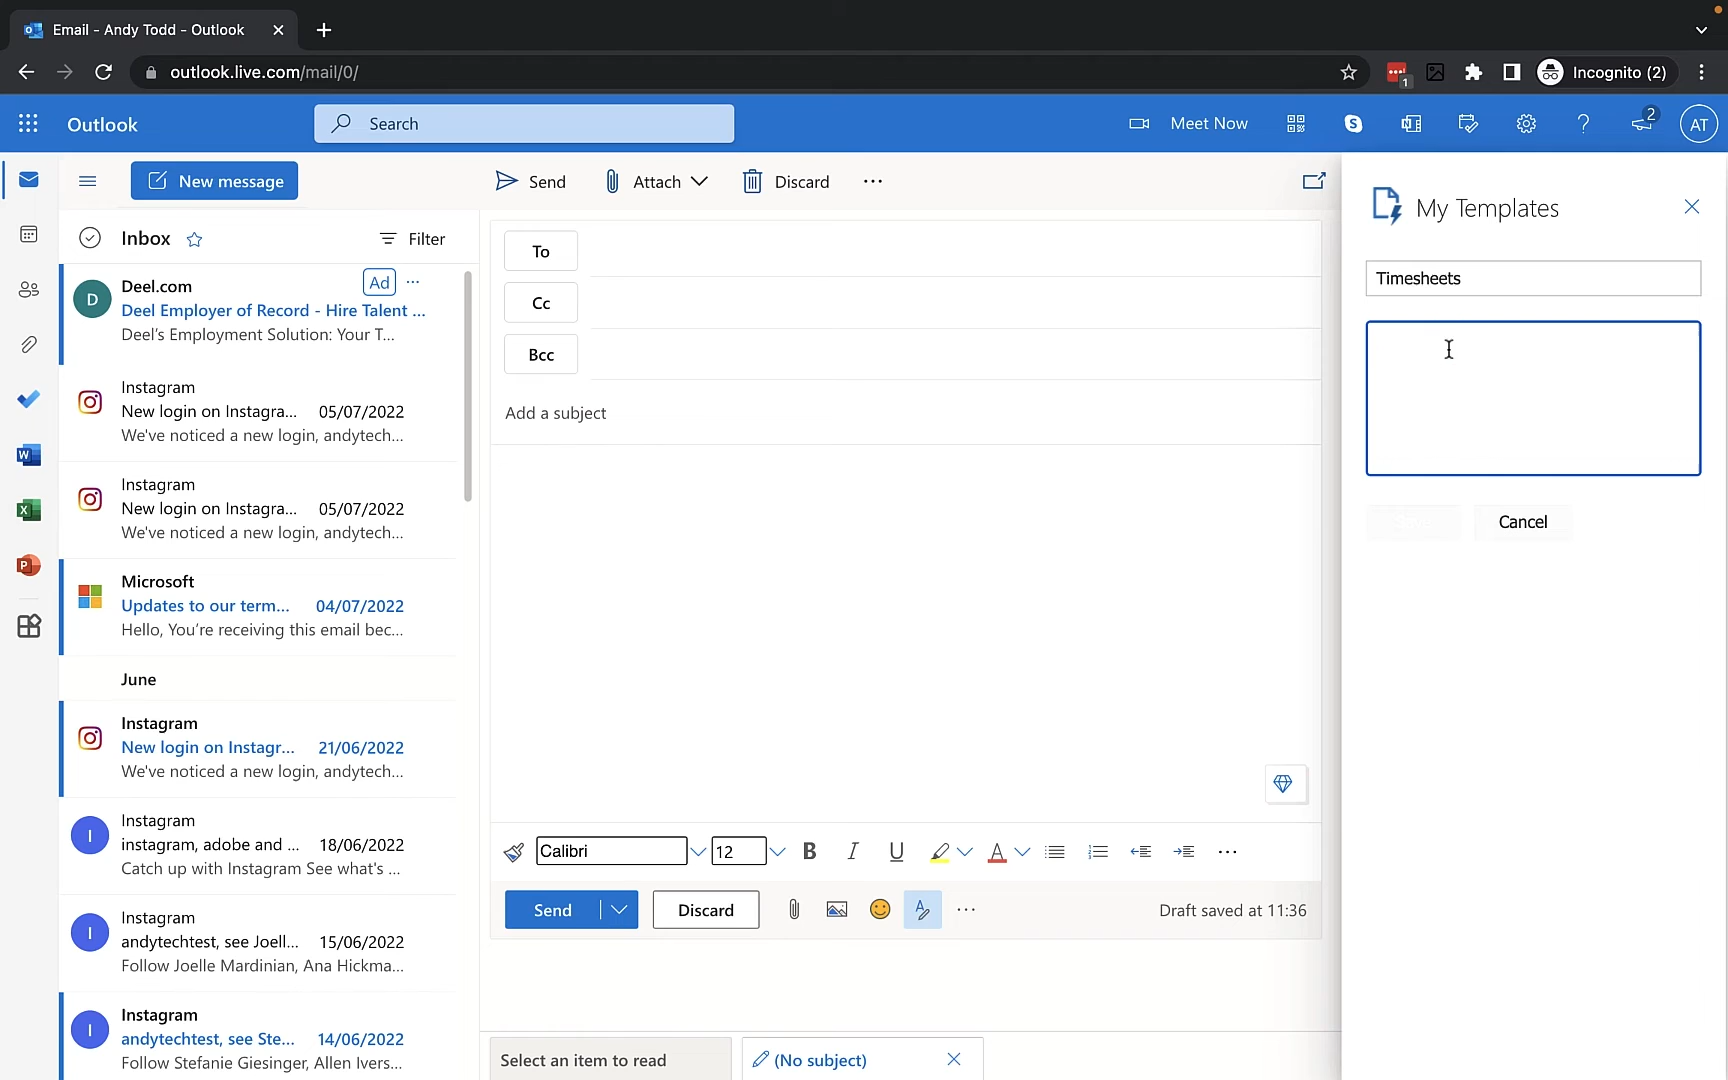 Email - Andy Todd - Outlook
outlook.live.com/mail/0/
1
Incognito (2)
Outlook
Search
Meet Now
2
AT
New message
Send
Attach
Discard
Inbox
Filter
D
Deel.com
Ad
Deel Employer of Record - Hire Talent ...
Deel's Employment Solution: Your T...
Instagram
New login on Instagra... 05/07/2022
We've noticed a new login, andytech...
Instagram
New login on Instagra... 05/07/2022
We've noticed a new login, andytech...
Microsoft
Updates to our term... 04/07/2022
Hello, You're receiving this email bec...
June
Instagram
New login on Instagr... 21/06/2022
We've noticed a new login, andytech...
I
Instagram
instagram, adobe and ... 18/06/2022
Catch up with Instagram See what's ...
I
Instagram
andytechtest, see Joell... 15/06/2022
Follow Joelle Mardinian, Ana Hickma...
I
Instagram
andytechtest, see Ste... 14/06/2022
Follow Stefanie Giesinger, Allen Ivers...
To
Cc
Bcc
Add a subject
Calibri
12
B
I
U
A
Send
Discard
Draft saved at 11:36
Select an item to read
(No subject)
My Templates
Timesheets
Cancel